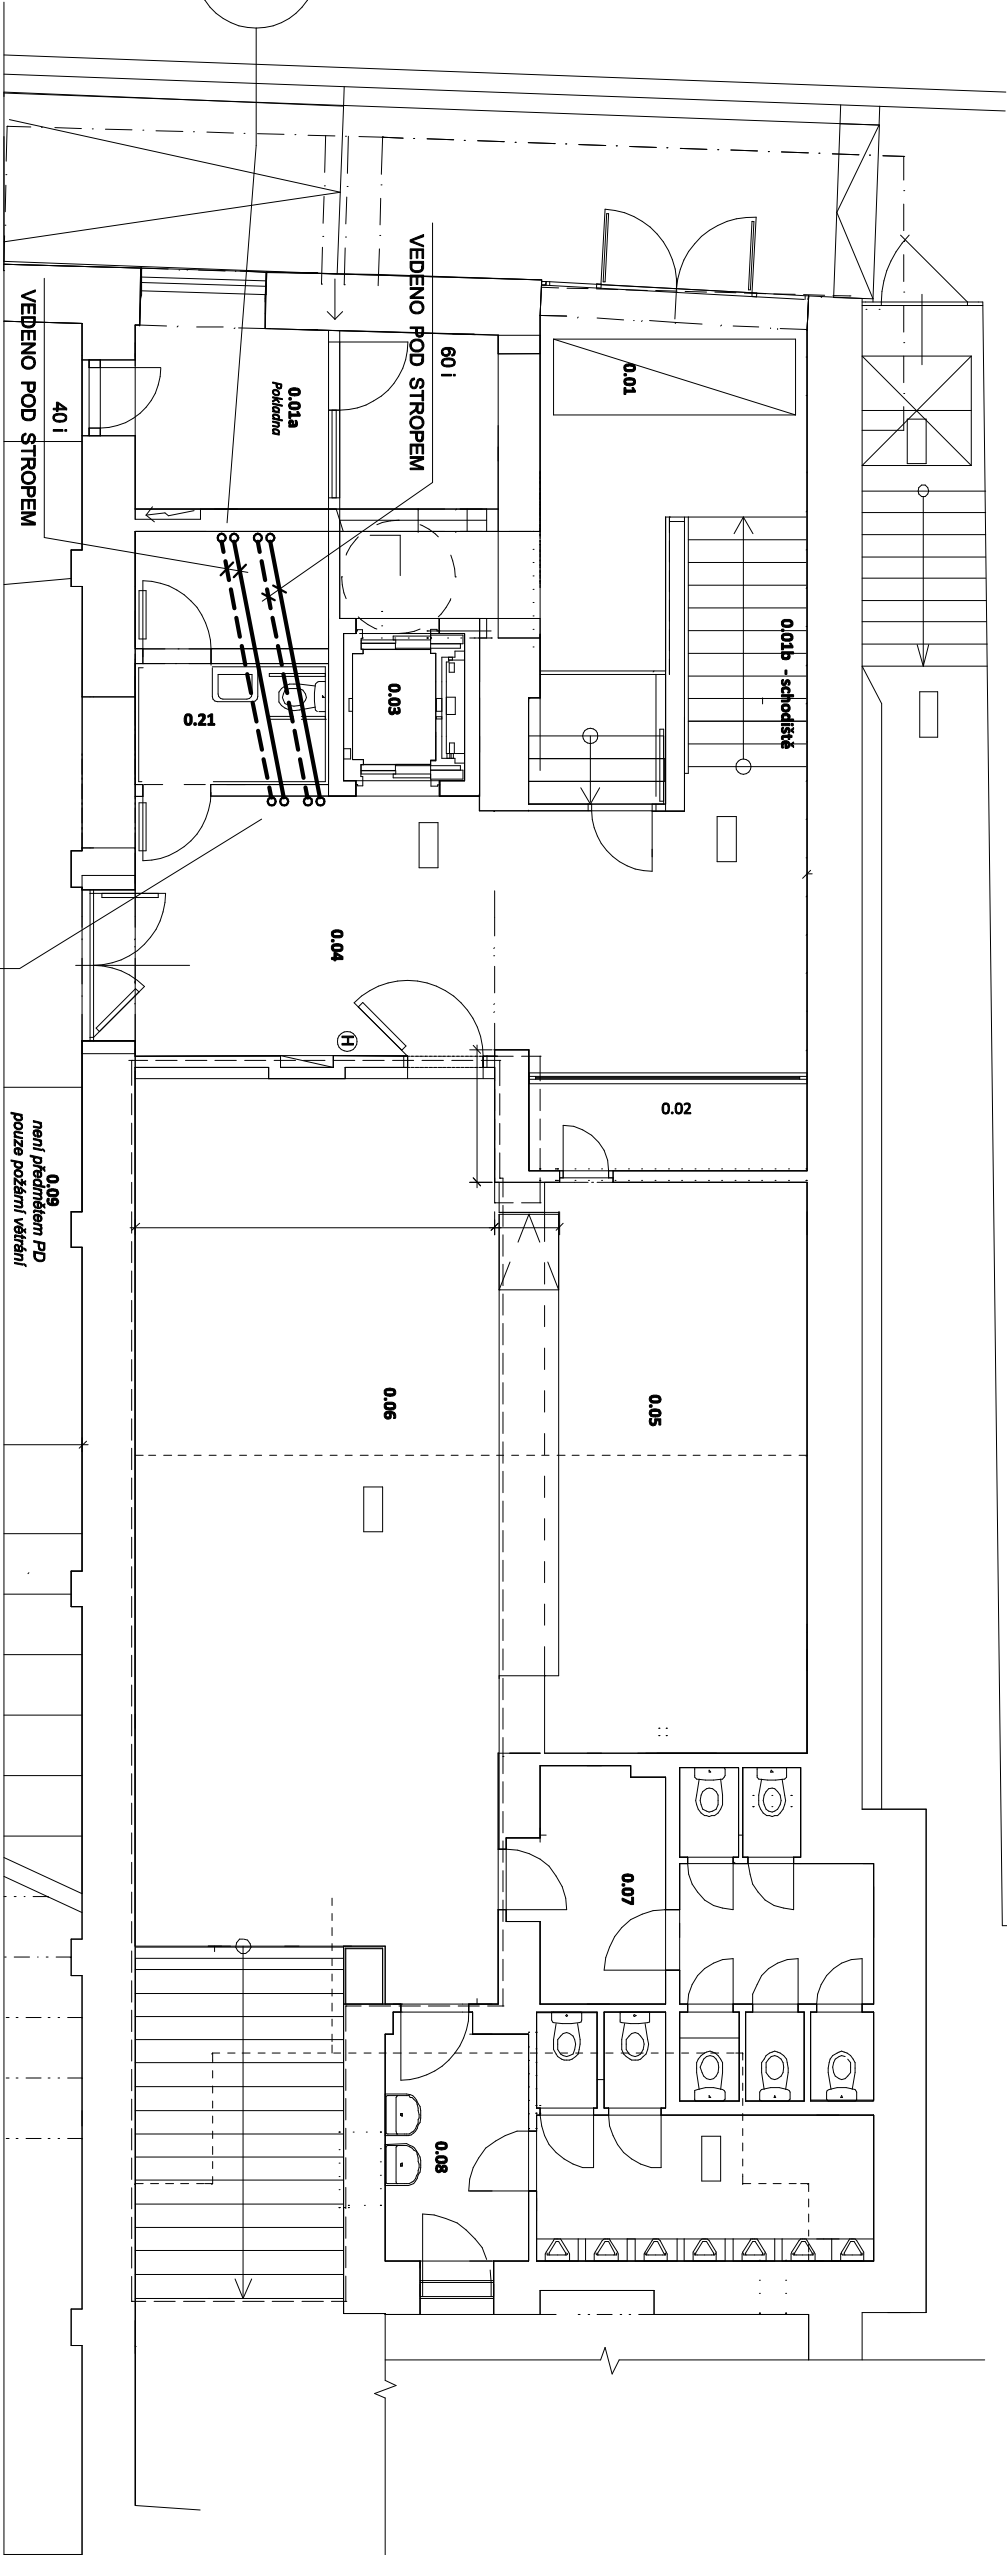 VEDENO POD STROPEM
60 i
VEDENO POD STROPEM
40 i
0.01
0.01a
Pokladna
0.01b - schodiště
0.03
0.21
0.04
H
0.02
0.09
není předmětem PD
pouze požární větrání
0.06
0.05
0.07
0.08